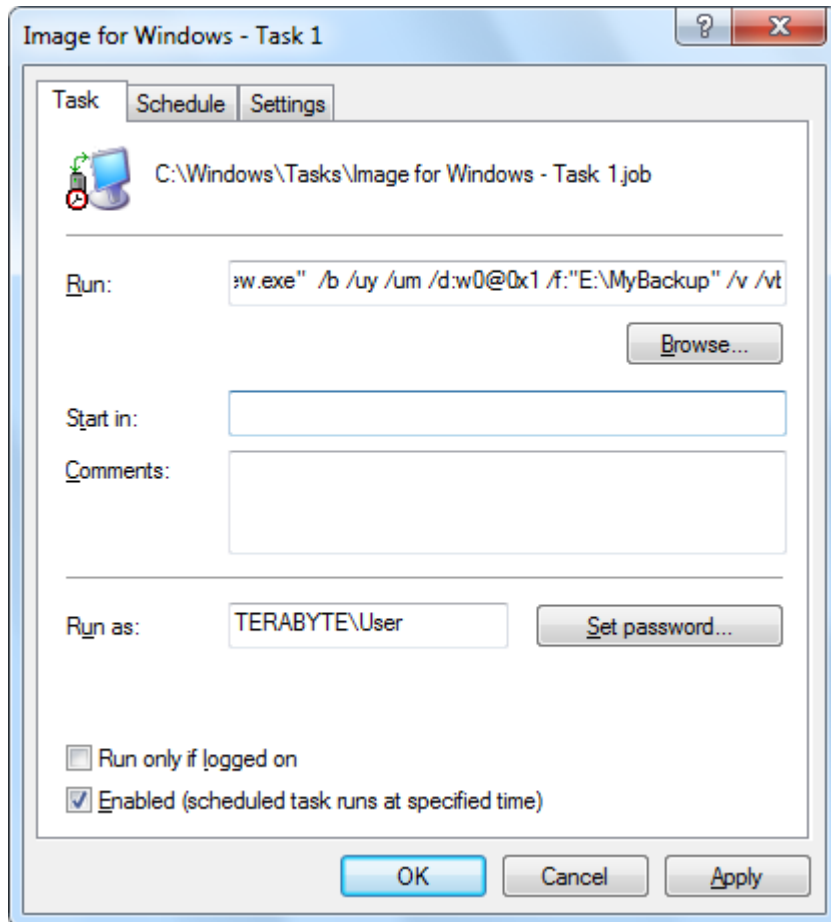 Image for Windows - Task 1
Task Schedule Settings
C:\Windows\Tasks\Image for Windows - Task 1.job
Run: ew.exe" /b /uy /um /d:w0@0x1 /f:"E:\MyBackup" /v /vt
Browse...
Start in:
Comments:
Run as: TERABYTE\User Set password...
Run only if logged on
Enabled (scheduled task runs at specified time)
OK Cancel Apply